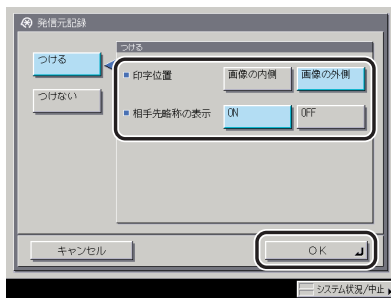 発信元記録
つける
つける
つけない
印字位置
画像の内側
画像の外側
相手先略称の表示
ON
OFF
キャンセル
OK
システム状況/中止